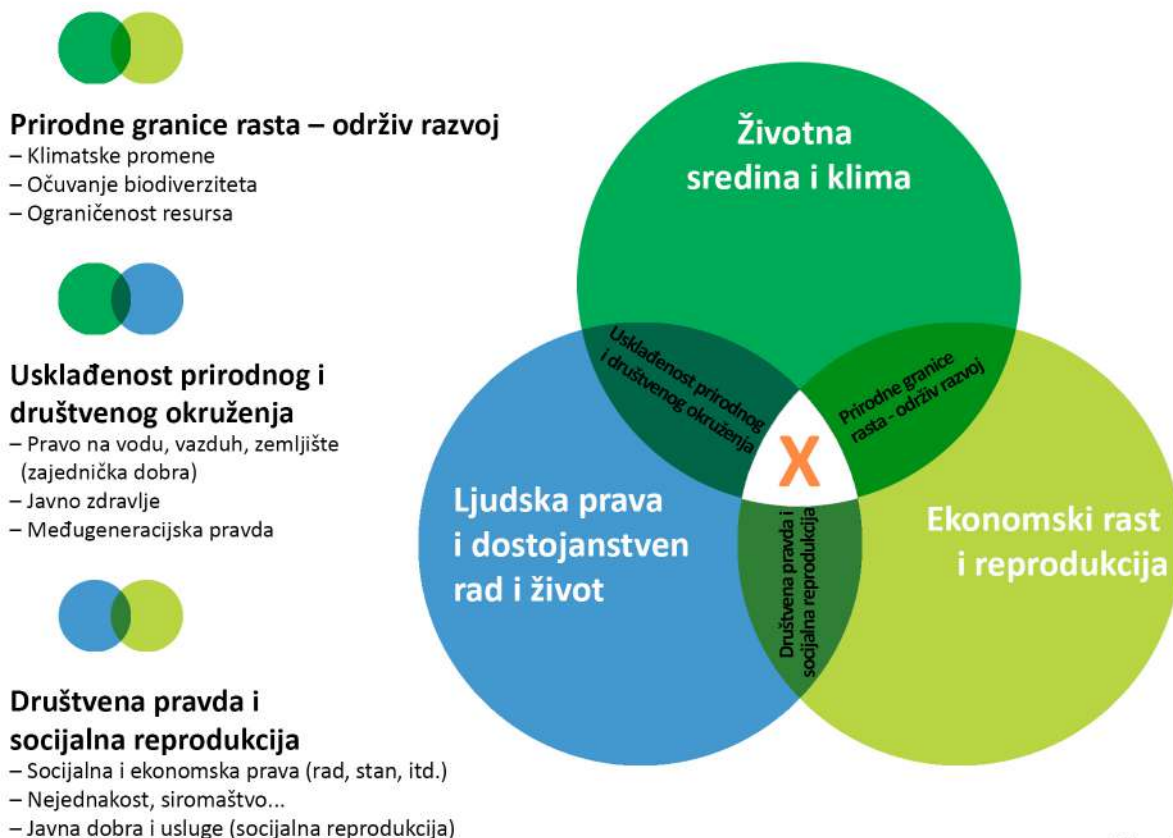 Prirodne granice rasta – održiv razvoj
– Klimatske promene
– Očuvanje biodiverziteta
– Ograničenost resursa
Usklađenost prirodnog i
društvenog okruženja
– Pravo na vodu, vazduh, zemljište
(zajednička dobra)
– Javno zdravlje
– Međugeneracijska pravda
Društvena pravda i
socijalna reprodukcija
– Socijalna i ekonomska prava (rad, stan, itd.)
– Nejednakost, siromaštvo...
– Javna dobra i usluge (socijalna reprodukcija)
Životna
sredina i klima
Usklađenost prirodnog
i društvenog okruženja
Prirodne granice
rasta - održiv razvoj
X
Ljudska prava
i dostojanstven
rad i život
Društvena pravda i
socijalna reprodukcija
Ekonomski rast
i reprodukcija